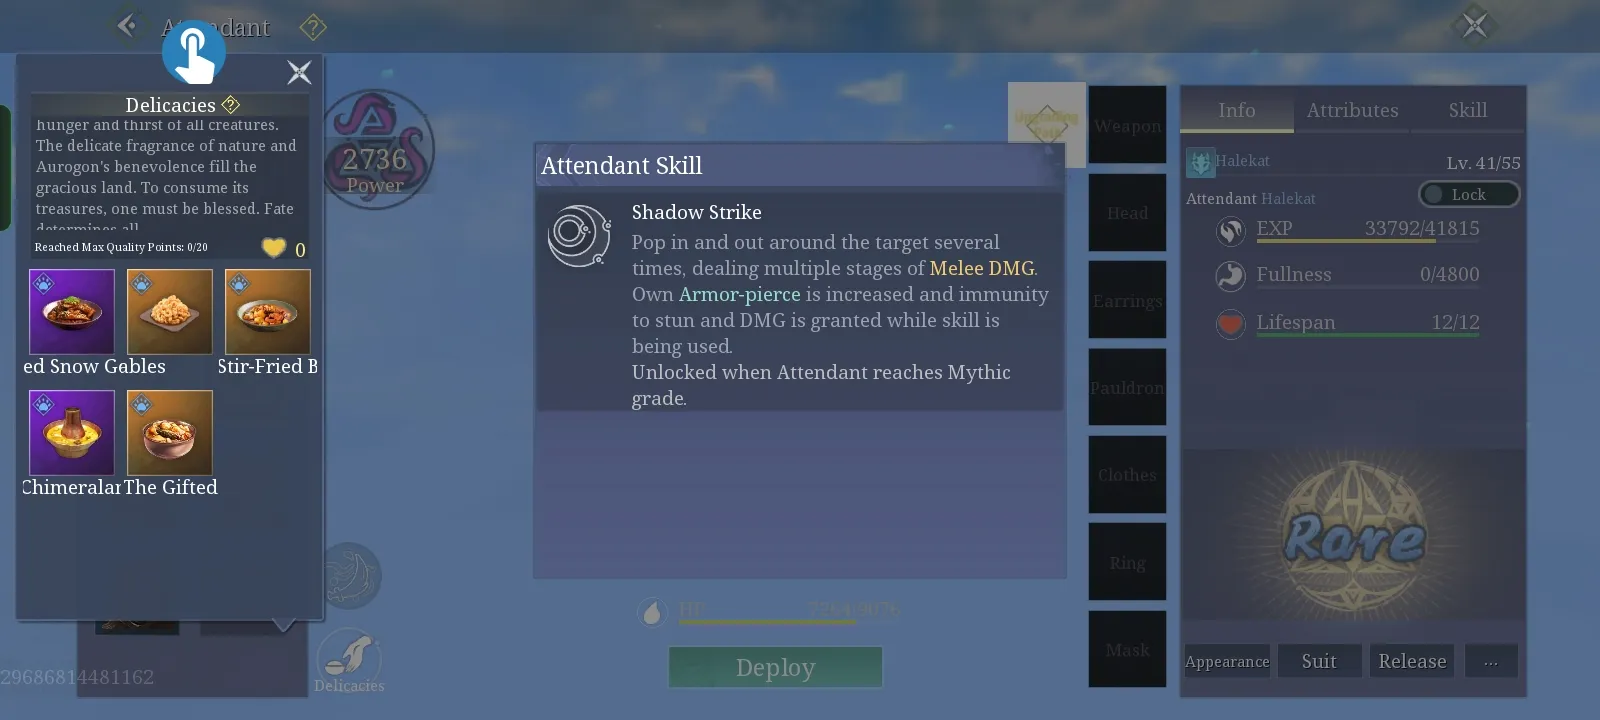 Attendant
Delicacies
hunger and thirst of all creatures.
The delicate fragrance of nature and
Aurogon's benevolence fill the
gracious land. To consume its
treasures, one must be blessed. Fate
determines all
Reached Max Quality Points: 0/20
0
ed Snow G
ables
Stir-Fried B
Chimeralar
The Gifted
29686814481162
2736
Power
Delicacies
Attendant Skill
Shadow Strike
Pop in and out around the target several
times, dealing multiple stages of Melee DMG.
Own Armor-pierce is increased and immunity
to stun and DMG is granted while skill is
being used.
Unlocked when Attendant reaches Mythic
grade.
HP
Deploy
Weapon
Head
Earrings
Pauldron
Clothes
Ring
Mask
Info Attributes Skill
Halekat
Lv. 41/55
Attendant Halekat
Lock
EXP 33792/41815
Fullness 0/4800
Lifespan 12/12
Rare
Appearance Suit Release ...